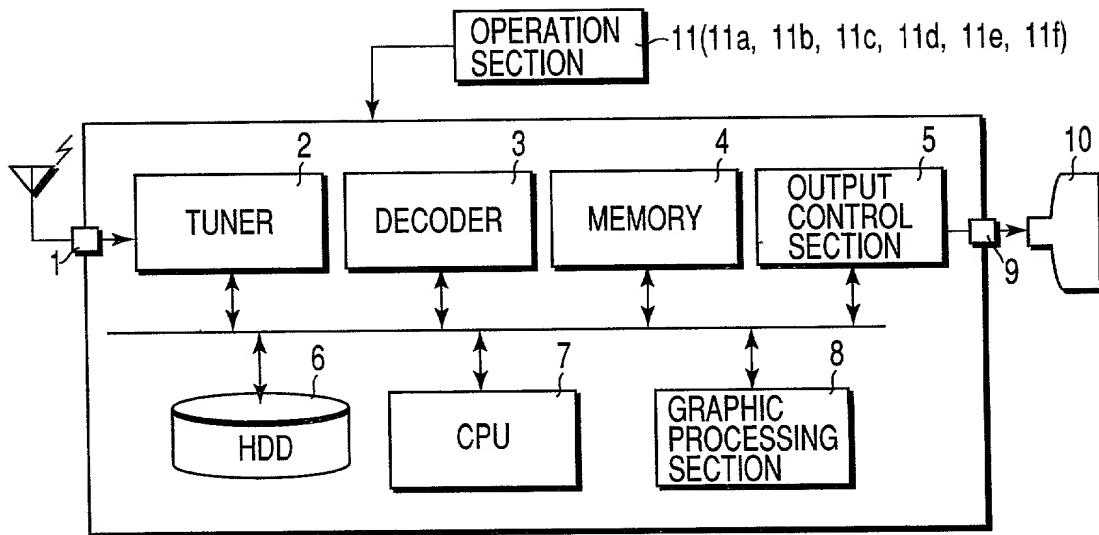 OPERATION
SECTION
11(11a, 11b, 11c, 11d, 11e, 11f)
2
3
4
5
10
TUNER
DECODER
MEMORY
OUTPUT
CONTROL
SECTION
1
9
6
7
8
HDD
CPU
GRAPHIC
PROCESSING
SECTION